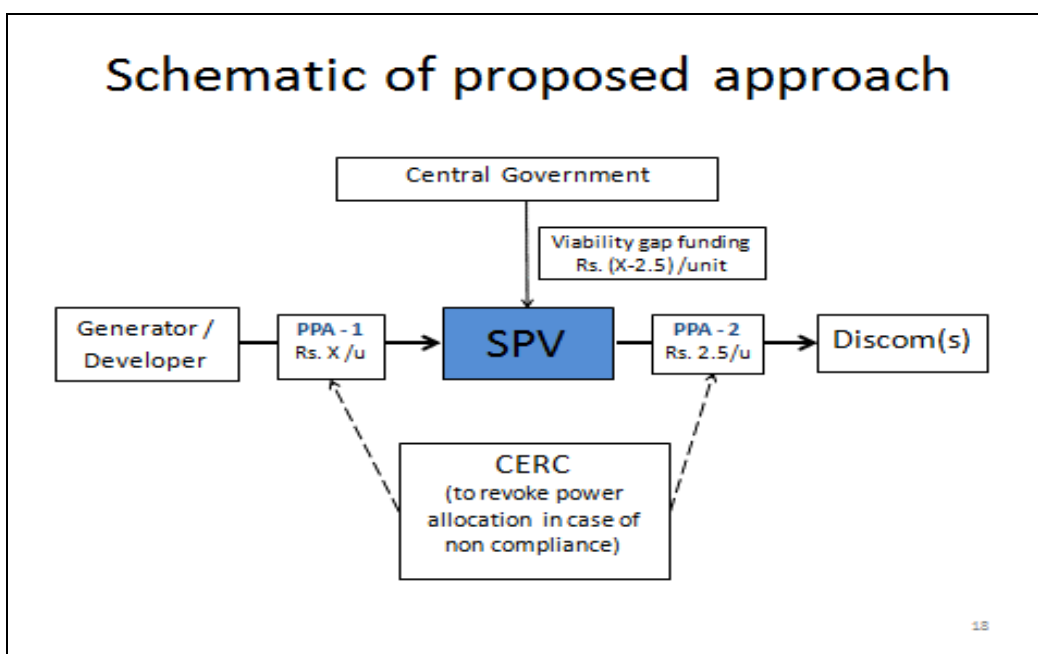 Schematic of proposed approach
Central Government
Viability gap funding
Rs. (X-2.5) /unit
Generator /
Developer
PPA - 1
Rs. X /u
SPV
PPA - 2
Rs. 2.5/u
Discom(s)
CERC
(to revoke power
allocation in case of
non compliance)
18